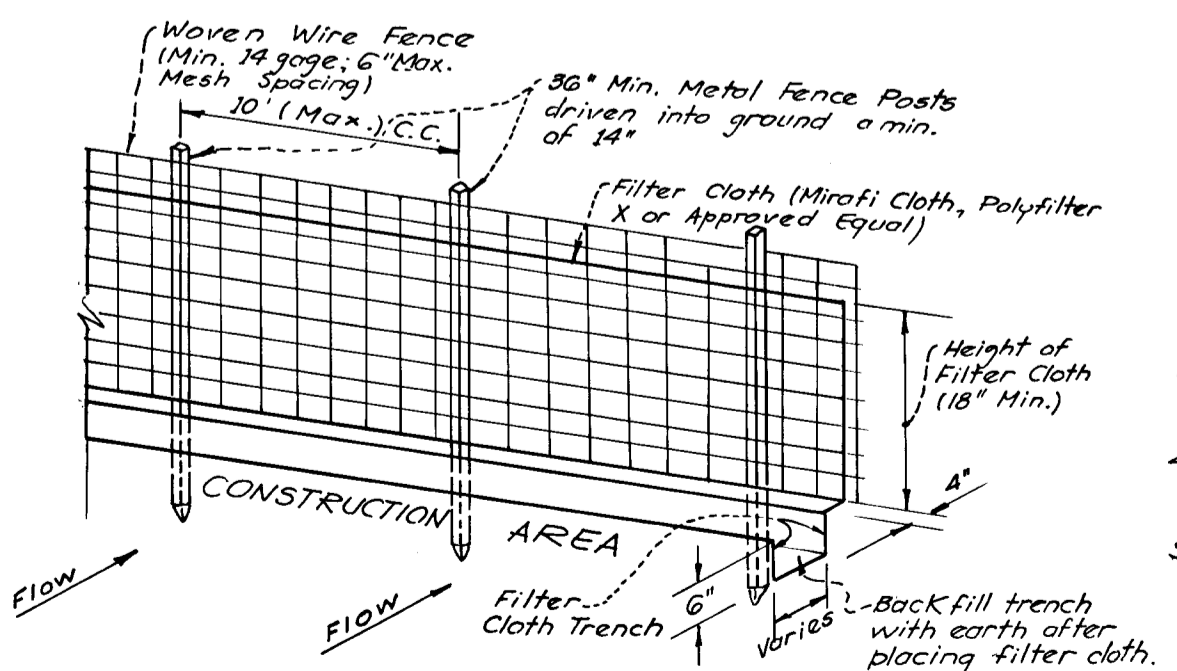 Woven Wire Fence
(Min. 14 gage; 6" Max.
Mesh Spacing)
10' (Max.) C.C.
36" Min. Metal Fence Posts
driven into ground a min.
of 14"
Filter Cloth (Mirafi Cloth, Polyfilter
X or Approved Equal)
Height of
Filter Cloth
(18" Min.)
4"
CONSTRUCTION AREA
FLOW
FLOW
Filter
Cloth Trench
6"
Varies
Backfill trench
with earth after
placing filter cloth.